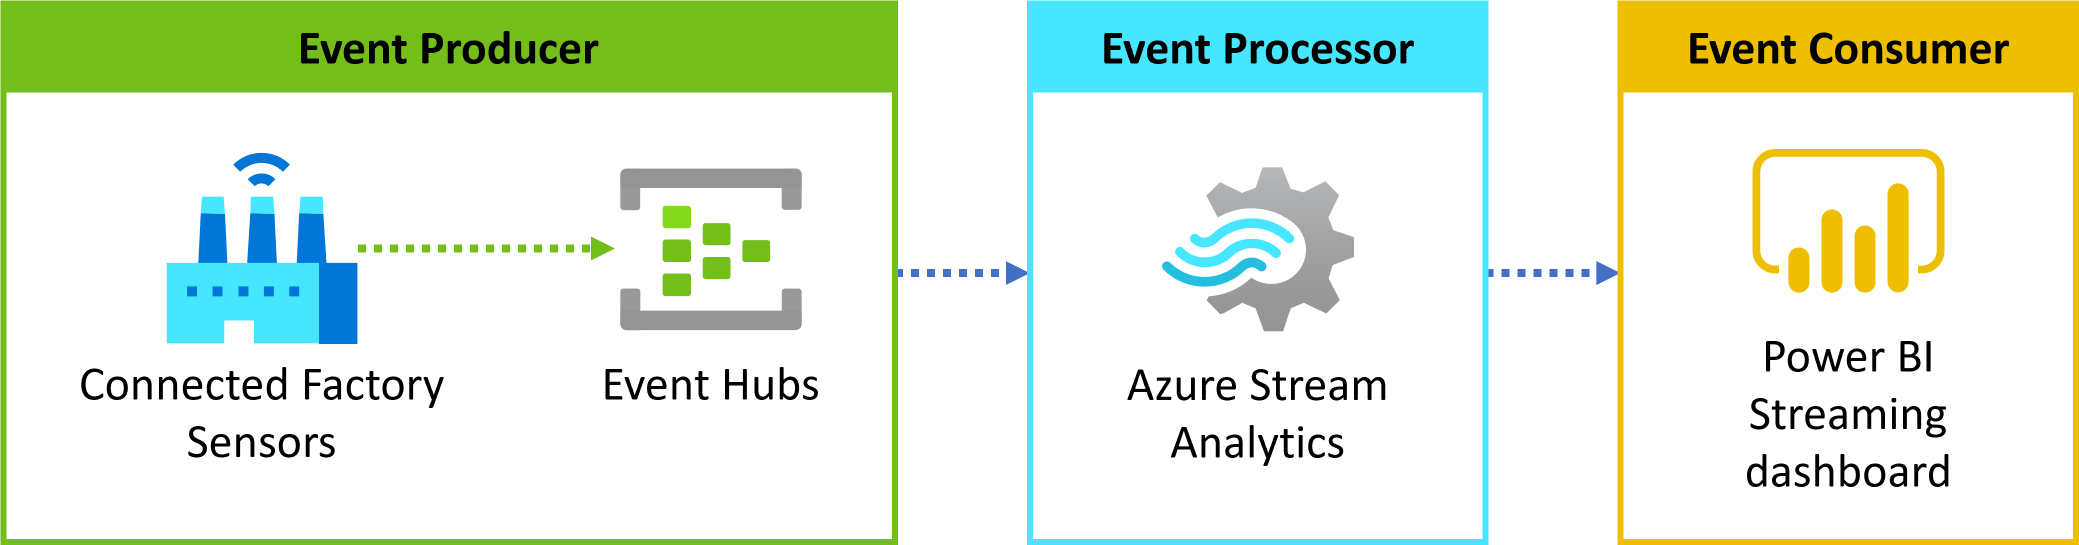 Event Producer
Connected Factory
Sensors
Event Hubs
Event Processor
Azure Stream
Analytics
Event Consumer
Power BI
Streaming
dashboard